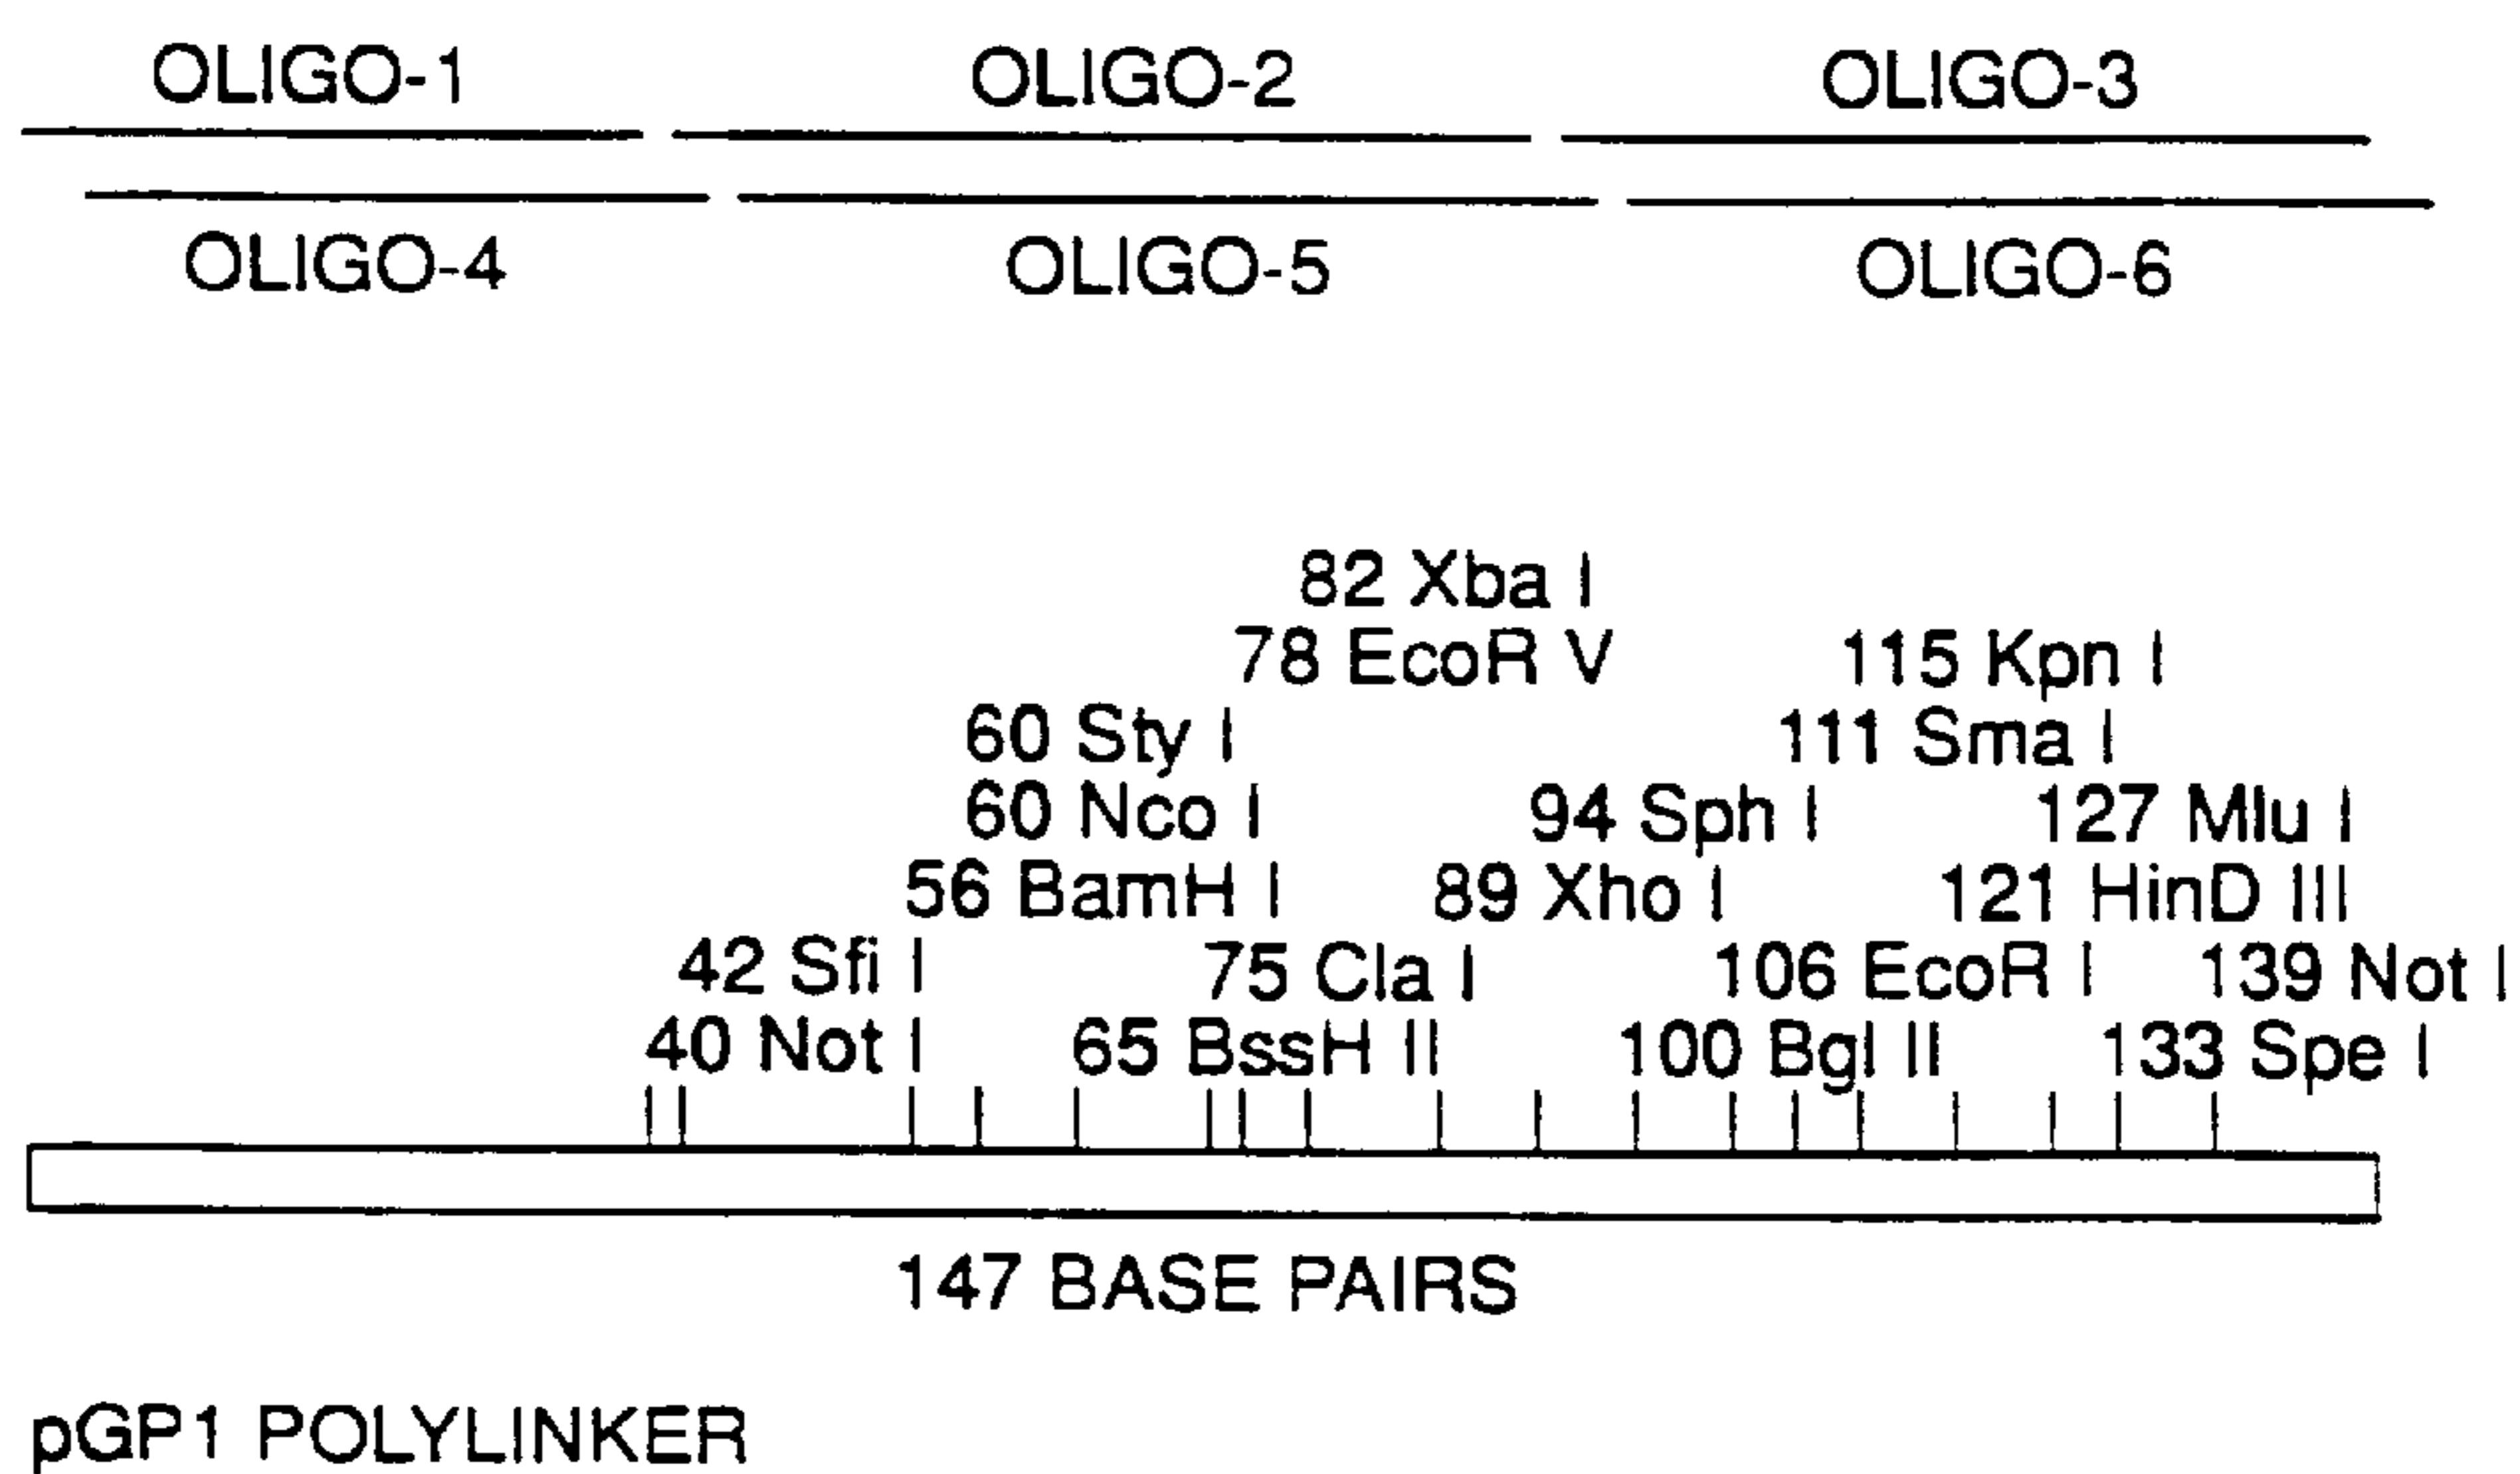 OLIGO-1 OLIGO-2 OLIGO-3
OLIGO-4 OLIGO-5 OLIGO-6
82 Xba I
78 EcoR V 115 Kpn I
60 Sty I 111 Sma I
60 Nco I 94 Sph I 127 Mlu I
56 BamH I 89 Xho I 121 HinD III
42 Sfi I 75 Cla I 106 EcoR I 139 Not I
40 Not I 65 BssH II 100 Bgl II 133 Spe I
147 BASE PAIRS
pGP1 POLYLINKER